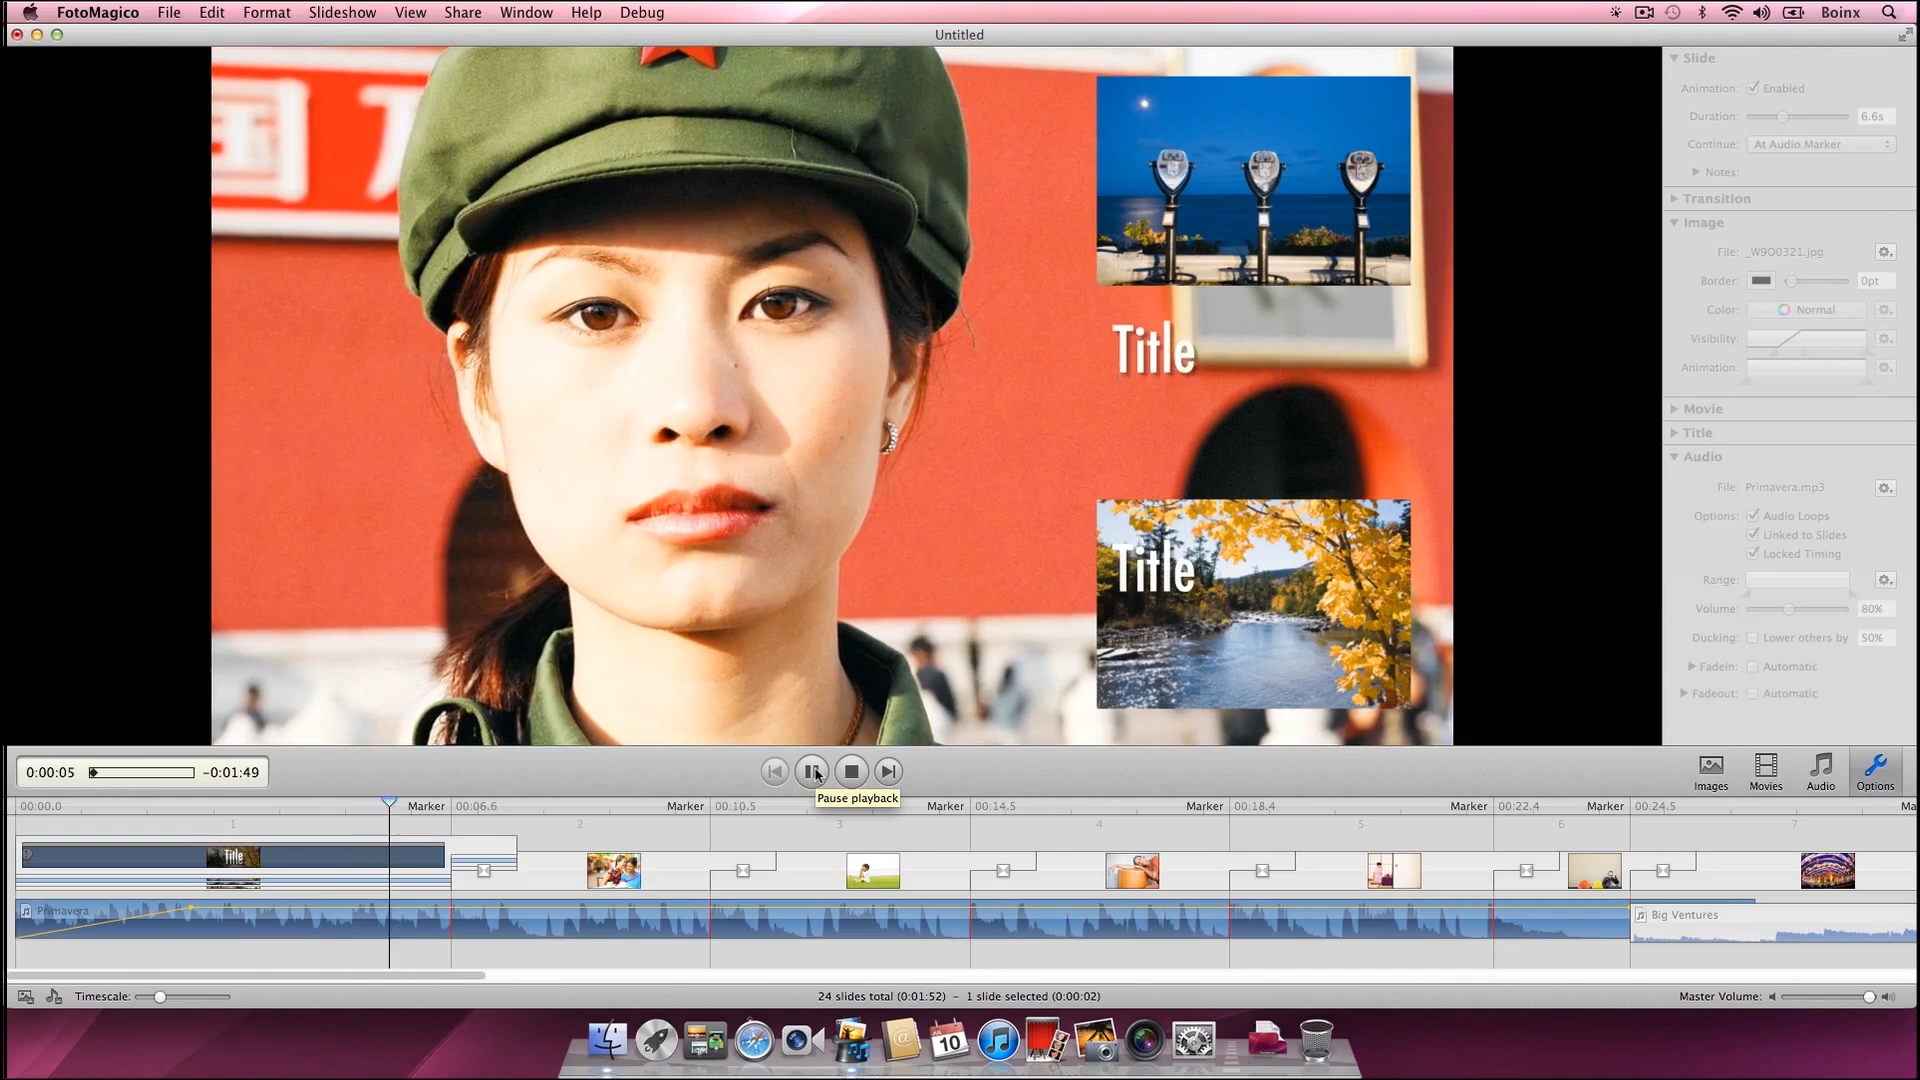 FotoMagico File Edit Format Slideshow View Share Window Help Debug Boinx
Untitled
国
Title
Title
Slide
Animation: Enabled
Duration: 6.6s
Continue: At Audio Marker
Notes:
Transition
Image
File: _W9O0321.jpg
Border: 0pt
Color: Normal
Visibility:
Animation:
Movie
Title
Audio
File: Primavera.mp3
Options: Audio Loops
Linked to Slides
Locked Timing
Range:
Volume: 80%
Ducking: Lower others by 50%
Fadein: Automatic
Fadeout: Automatic
0:00:05 -0:01:49
Pause playback
Images Movies Audio Options
00:00.0 Marker 00:06.6 Marker 00:10.5 Marker 00:14.5 Marker 00:18.4 Marker 00:22.4 Marker 00:24.5 Ma
1 2 3 4 5 6 7
Title
Primavera
Big Ventures
Timescale: 24 slides total (0:01:52) – 1 slide selected (0:00:02) Master Volume:
JUL
10